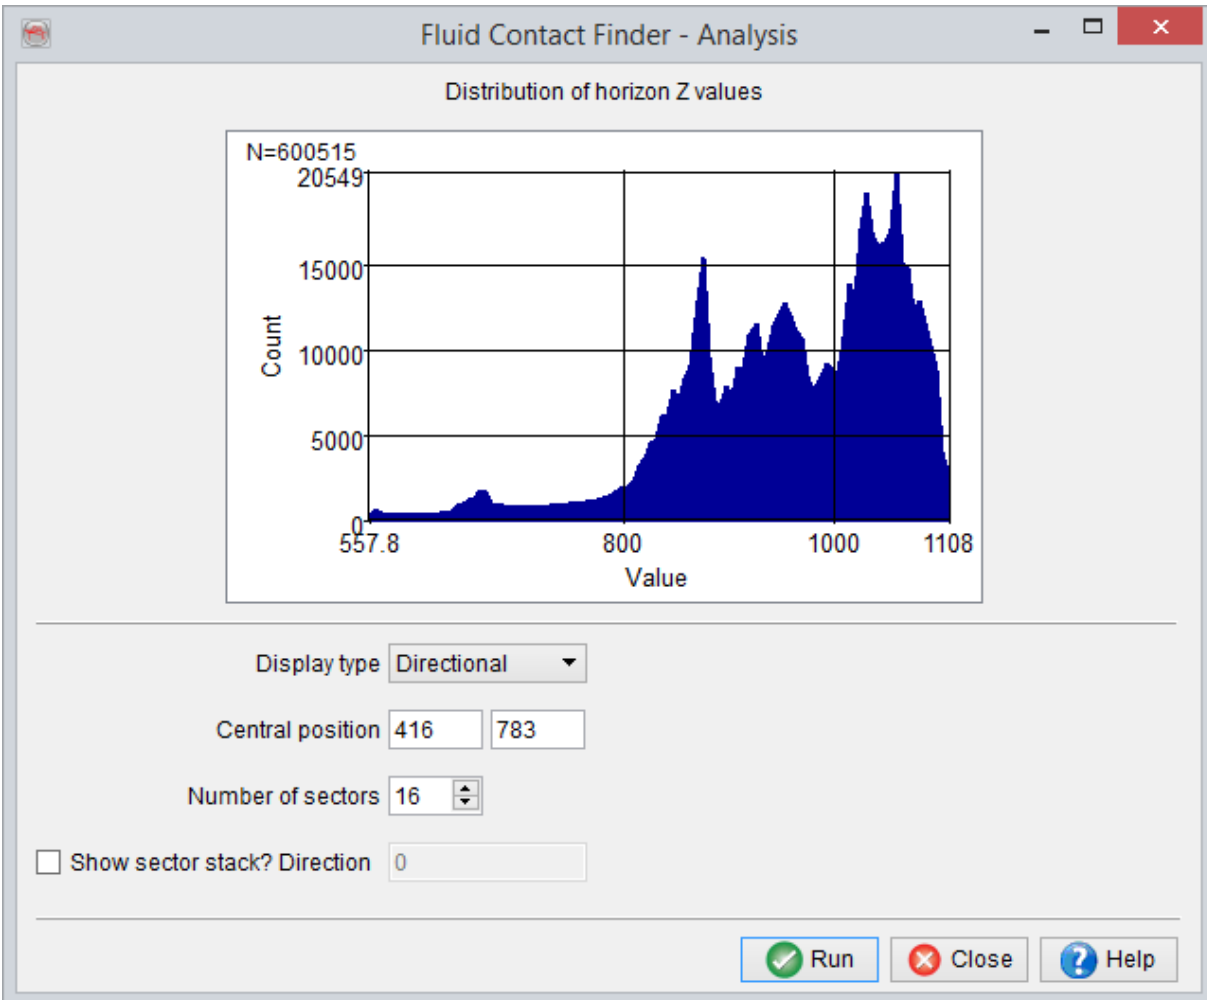 Fluid Contact Finder - Analysis
Distribution of horizon Z values
N=600515
20549
15000
10000
5000
0
Count
557.8 800 1000 1108
Value
Display type Directional
Central position 416 783
Number of sectors 16
Show sector stack? Direction 0
Run Close Help